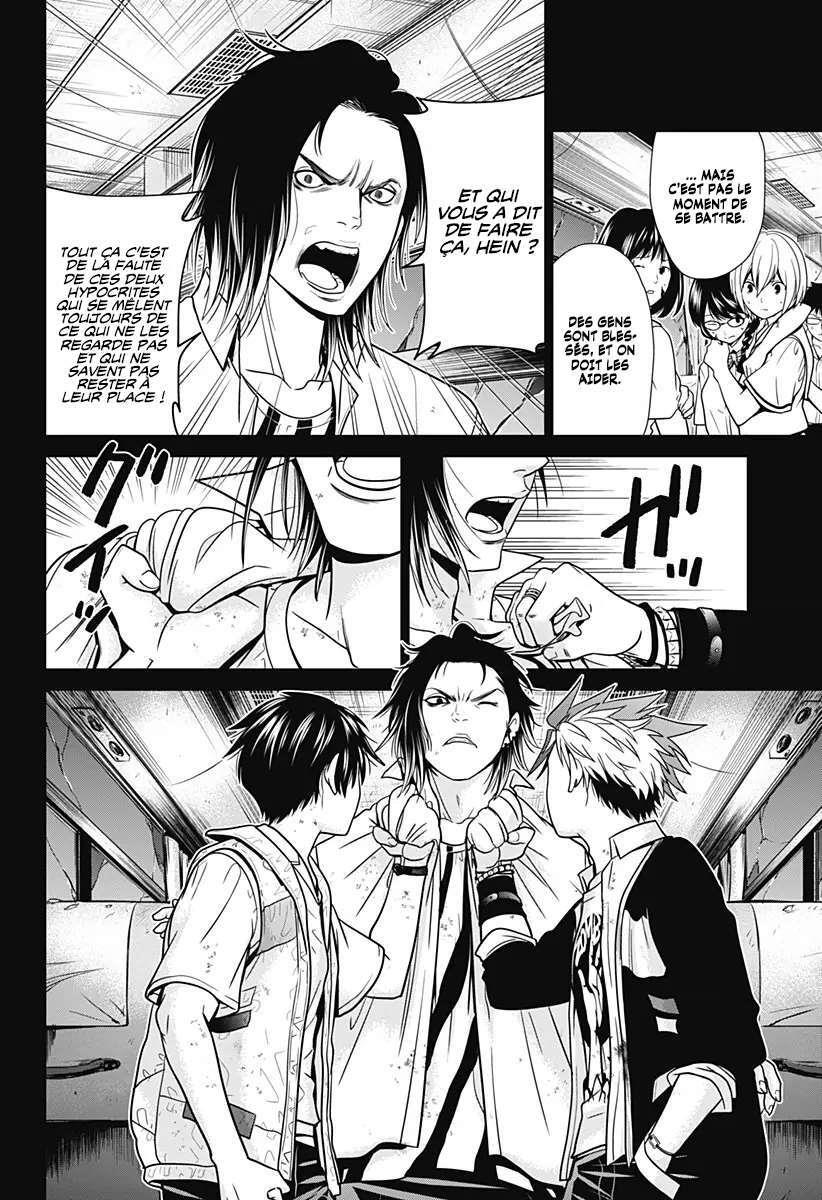 ... MAIS
C'EST PAS LE
MOMENT DE
SE BATTRE.
DES GENS
SONT BLES-
SÉS, ET ON
DOIT LES
AIDER.
ET QUI
VOUS A DIT
DE FAIRE
ÇA, HEIN ?
TOUT ÇA C'EST
DE LA FAUTE
DE CES DEUX
HYPOCRITES
QUI SE MÊLENT
TOUJOURS DE
CE QUI NE LES
REGARDE PAS
ET QUI NE
SAVENT PAS
RESTER À
LEUR PLACE !
ガッ
グイ